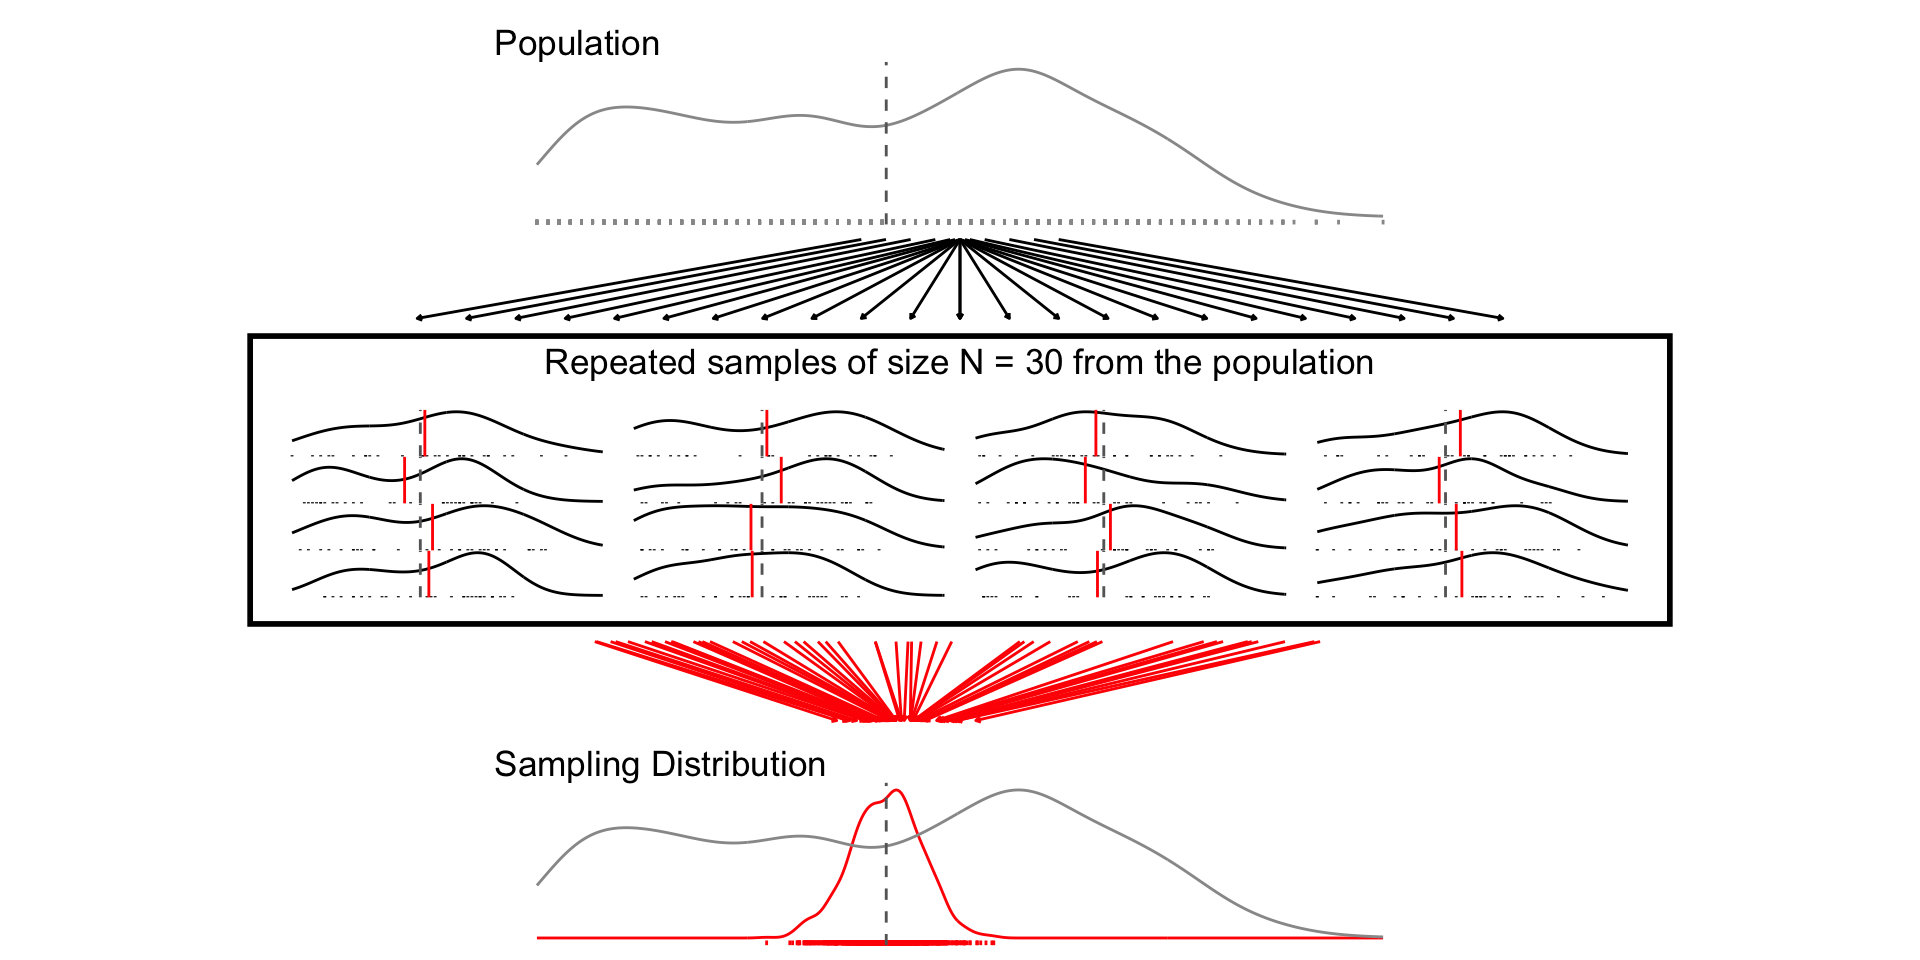 Population
Repeated samples of size N = 30 from the population
Sampling Distribution